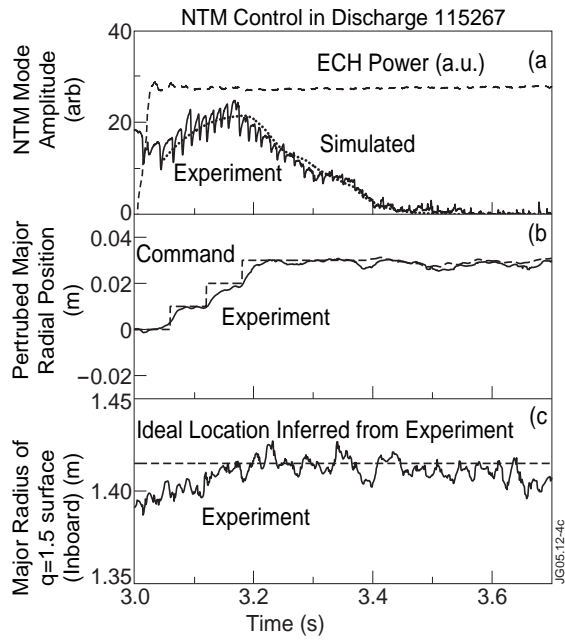 NTM Control in Discharge 115267
40
20
0
NTM Mode
Amplitude
(arb)
(a
ECH Power (a.u.)
Simulated
Experiment
0.04
0.02
0
−0.02
Pertrubed Major
Radial Position
(m)
(b
Command
Experiment
1.45
1.40
1.35
Major Radius of
q=1.5 surface
(Inboard) (m)
(c
Ideal Location Inferred from Experiment
Experiment
3.0
3.2
3.4
3.6
Time (s)
JG05.12-4c